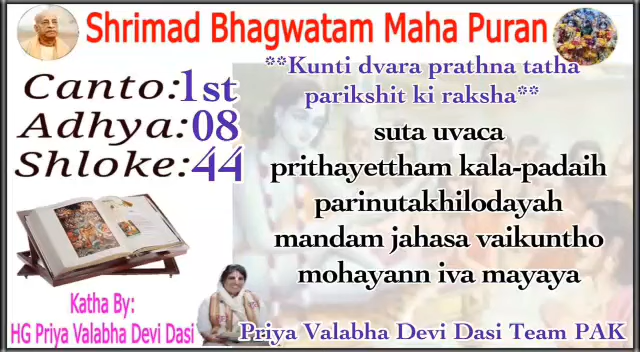 Shrimad Bhagwatam Maha Puran
Canto:1st
Adhya:08
Shloke:44
**Kunti dvara prathna tatha
parikshit ki raksha**
suta uvaca
prithayettham kala-padaih
parinutakhilodayah
mandam jahasa vaikuntho
mohayann iva mayaya
Katha By:
HG Priya Valabha Devi Dasi
Priya Valabha Devi Dasi Team PAK